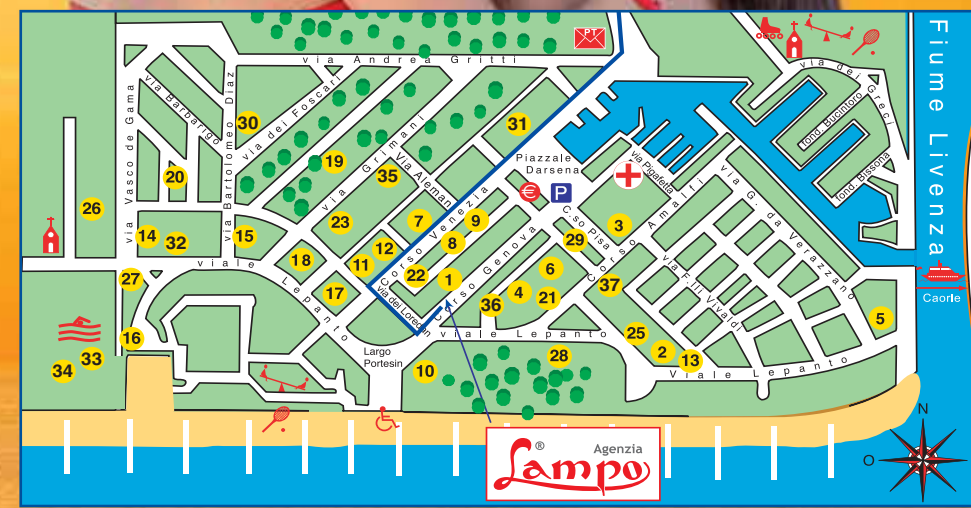 PT
via Andrea Gritti
via dei Greci
Fiume Livenza
via Vasco de Gama
via Barbarigo
via Bartolomeo Diaz
via dei Foscari
30
19
via Grimani
35
Via Aleman
31
Piazzale
Darsena
€
P
via Pigafetta
fond. Bucintoro
fond. Bissona
20
26
14
32
15
23
7
9
8
12
11
18
17
22
1
Corso Venezia
Corso Genova
C.so Pisa
29
3
Corso Amalfi
via G. da Verazzano
via F.lli Vivaldi
6
4
21
36
37
viale Lepanto
via dei Loredan
27
16
33
34
Largo
Portesin
10
viale Lepanto
28
25
2
13
Viale Lepanto
5
Caorle
N
O
Agenzia
Lampo
®